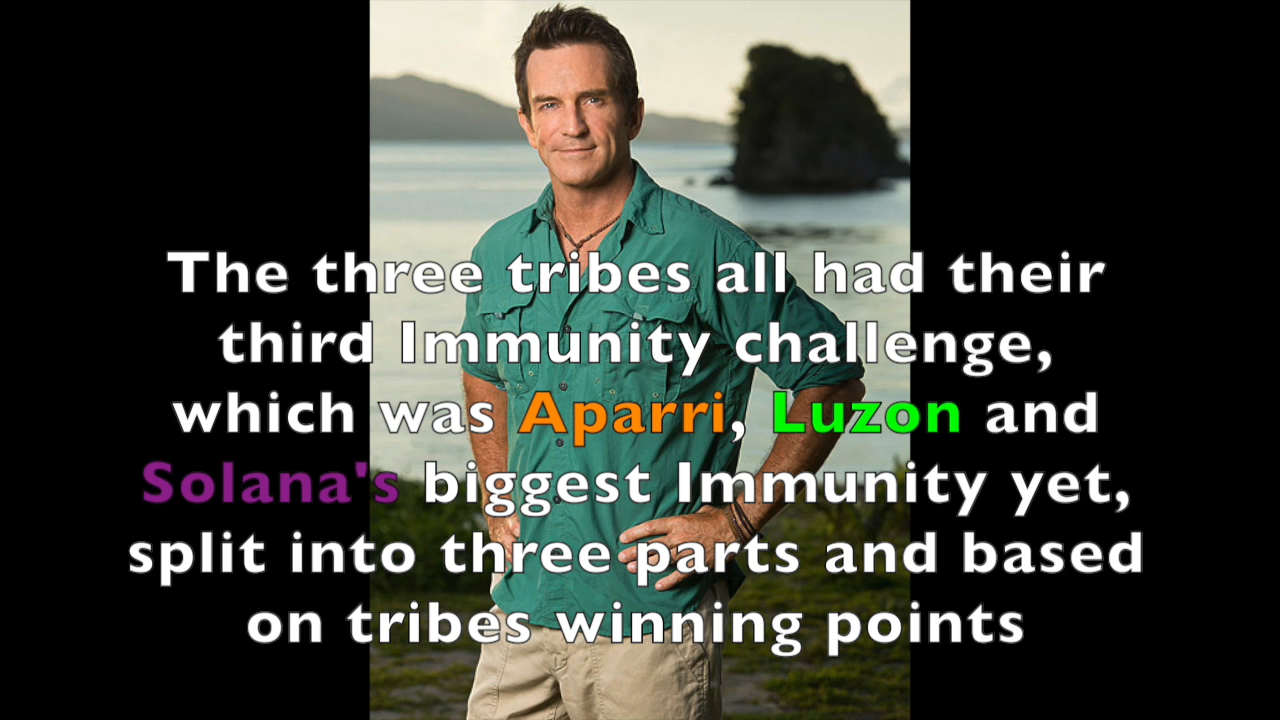 The three tribes all had their
third Immunity challenge,
which was Aparri, Luzon and
Solana's biggest Immunity yet,
split into three parts and based
on tribes winning points